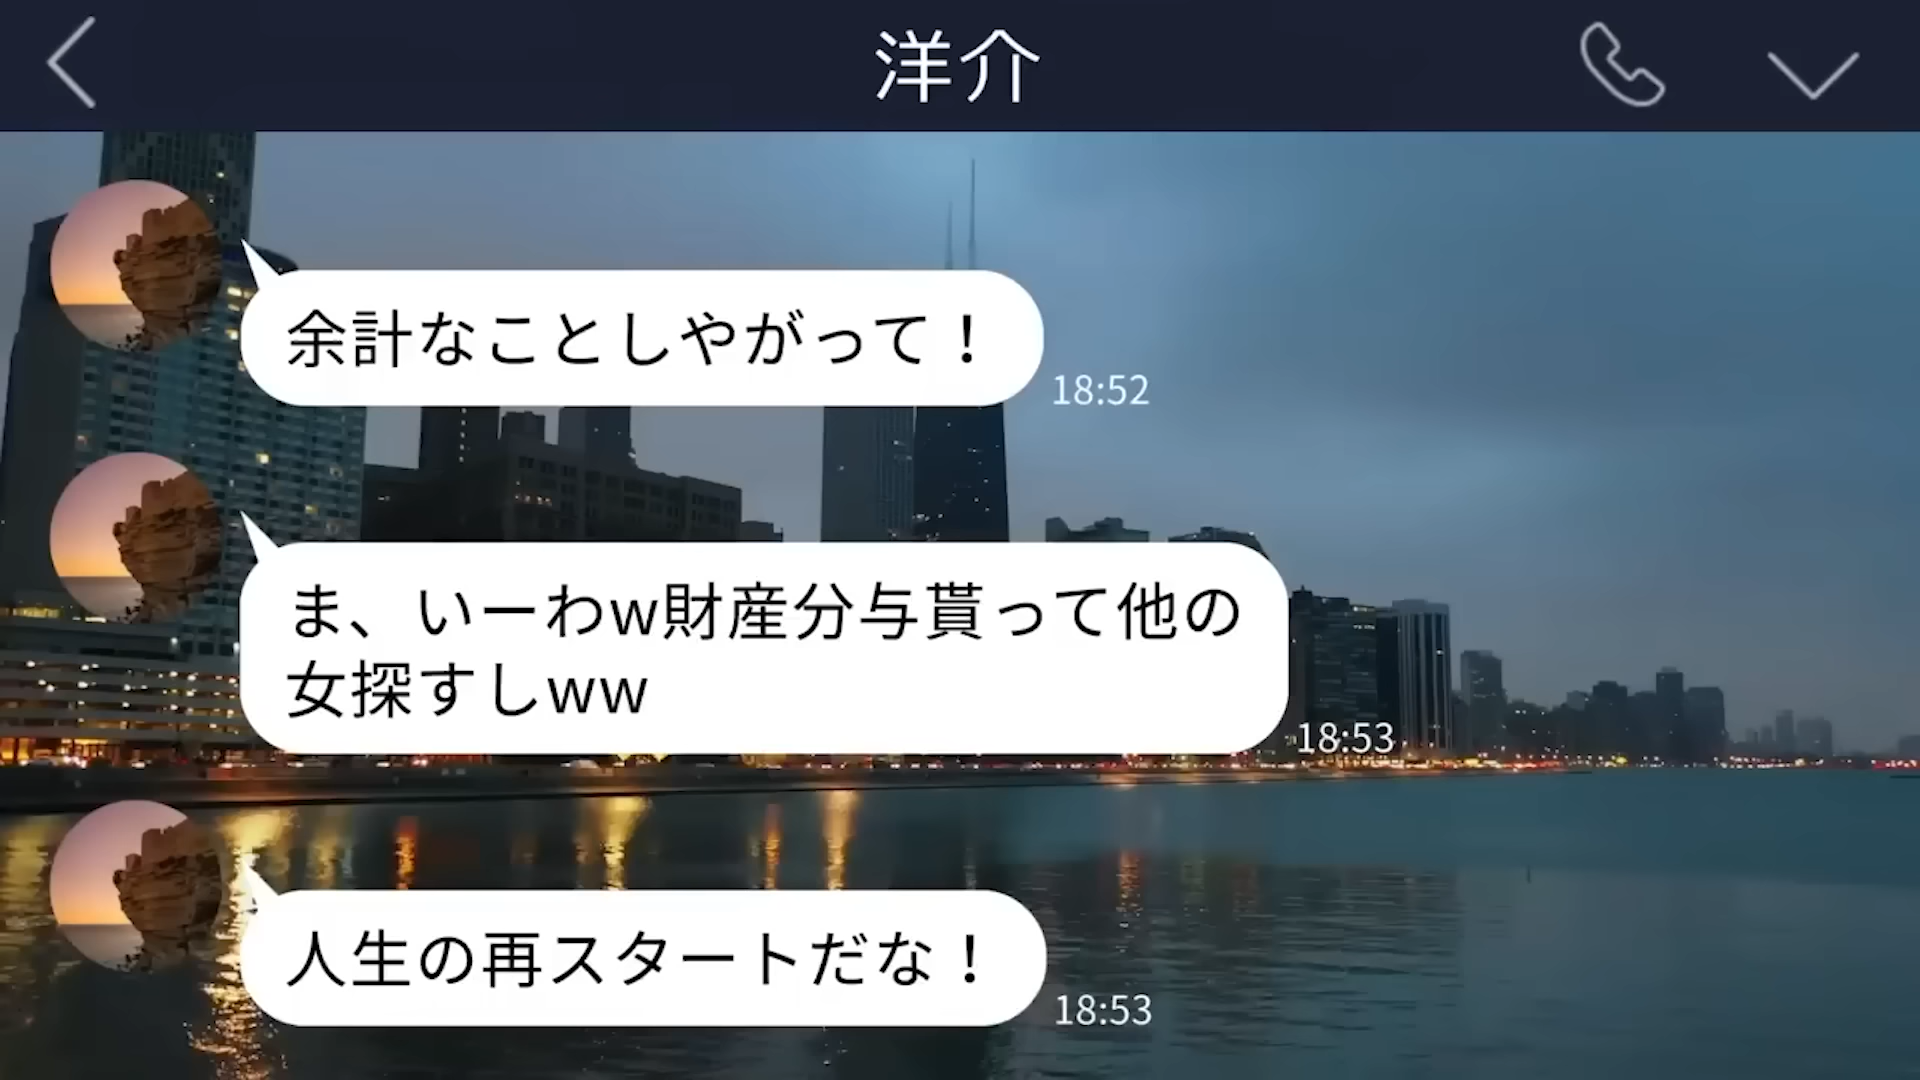 洋介
余計なことしやがって！
18:52
ま、いーわw財産分与貰って他の
女探すしww
18:53
人生の再スタートだな！
18:53